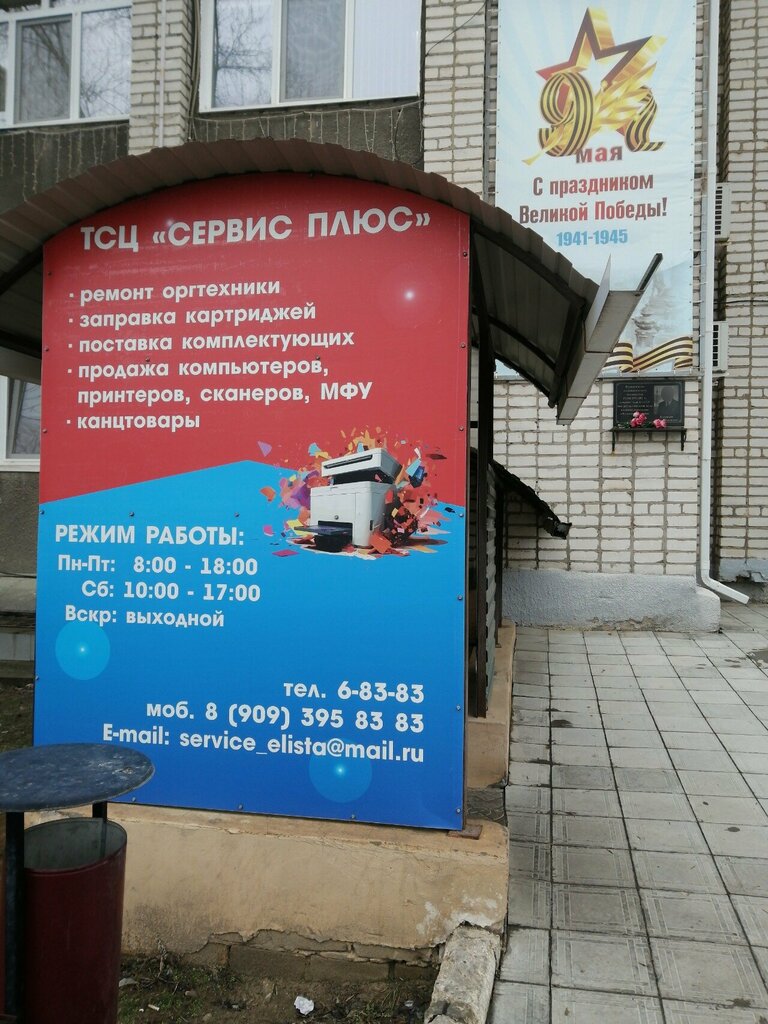 ТСЦ «СЕРВИС ПЛЮС»
· ремонт оргтехники
· заправка картриджей
· поставка комплектующих
· продажа компьютеров,
принтеров, сканеров, МФУ
· канцтовары
РЕЖИМ РАБОТЫ:
Пн-Пт: 8:00 - 18:00
Сб: 10:00 - 17:00
Вскр: выходной
тел. 6-83-83
моб. 8 (909) 395 83 83
E-mail: service_elista@mail.ru
9
мая
С праздником
Великой Победы!
1941-1945